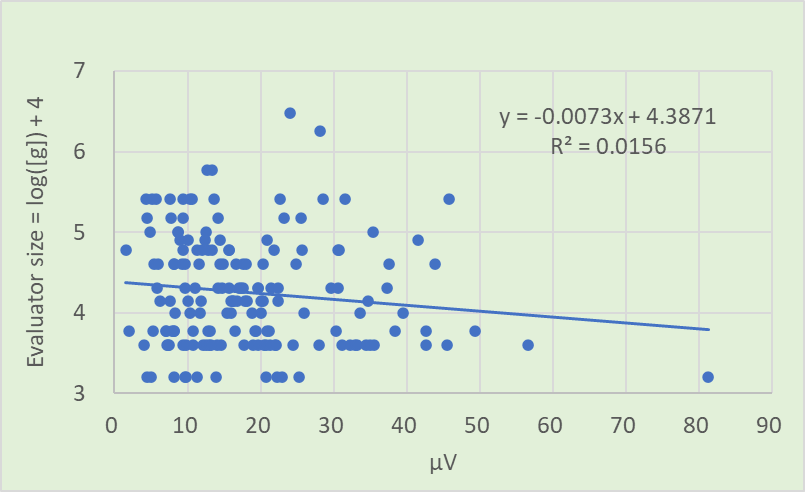 7
y = -0.0073x + 4.3871
R² = 0.0156
6
5
4
3
Evaluator size = log([g]) + 4
0 10 20 30 40 50 60 70 80 90
µV